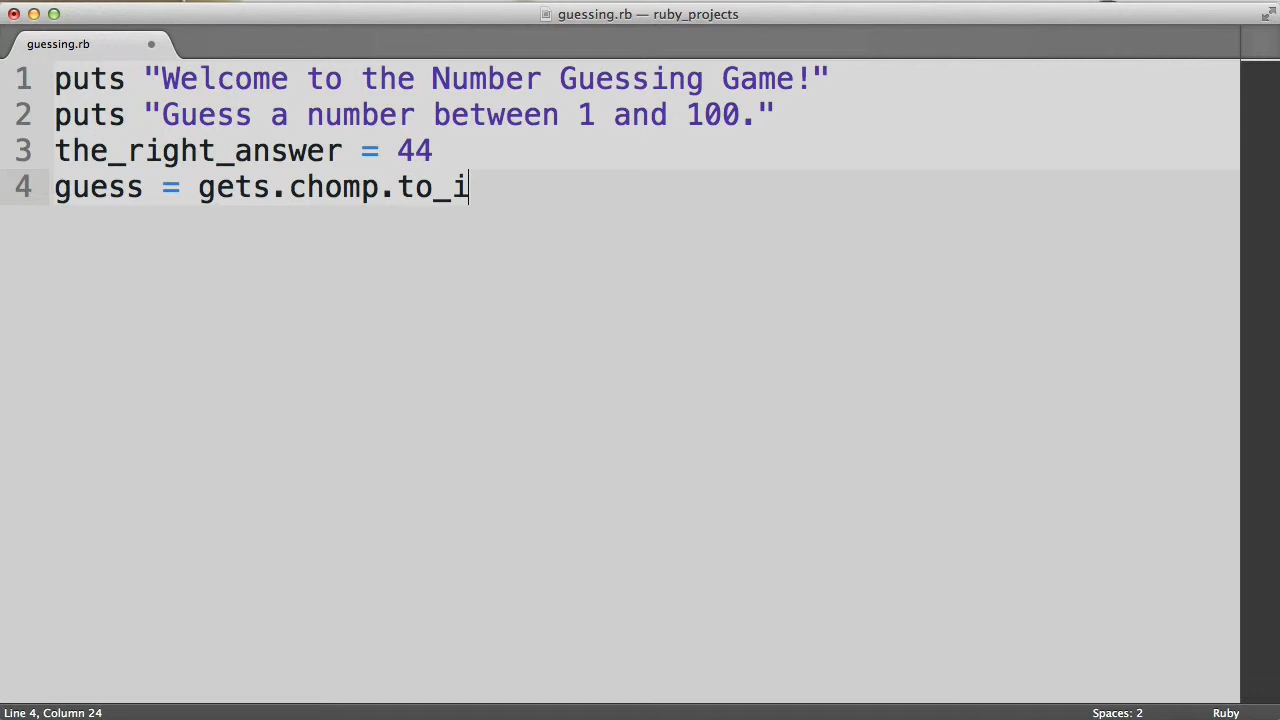 guessing.rb — ruby_projects
guessing.rb
1 puts "Welcome to the Number Guessing Game!"
2 puts "Guess a number between 1 and 100."
3 the_right_answer = 44
4 guess = gets.chomp.to_i
Line 4, Column 24 Spaces: 2 Ruby